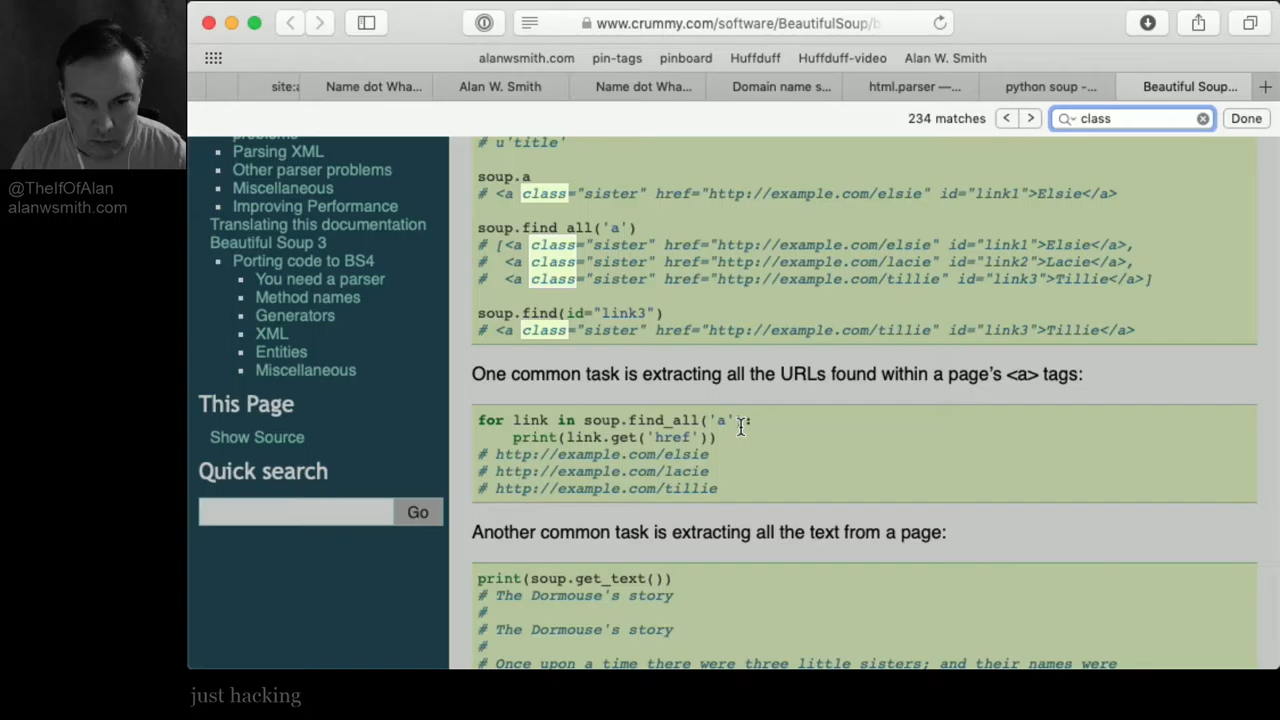 www.crummy.com/software/BeautifulSoup/b
alanwsmith.com pin-tags pinboard Huffduff Huffduff-video Alan W. Smith
site:a Name dot Wha... Alan W. Smith Name dot Wha... Domain name s... html.parser —... python soup -... Beautiful Soup...
234 matches class Done
problems
Parsing XML
Other parser problems
Miscellaneous
Improving Performance
Translating this documentation
Beautiful Soup 3
Porting code to BS4
You need a parser
Method names
Generators
XML
Entities
Miscellaneous
This Page
Show Source
Quick search
Go
# u'title'
soup.a
# <a class="sister" href="http://example.com/elsie" id="link1">Elsie</a>
soup.find_all('a')
# [<a class="sister" href="http://example.com/elsie" id="link1">Elsie</a>,
#  <a class="sister" href="http://example.com/lacie" id="link2">Lacie</a>,
#  <a class="sister" href="http://example.com/tillie" id="link3">Tillie</a>]
soup.find(id="link3")
# <a class="sister" href="http://example.com/tillie" id="link3">Tillie</a>
One common task is extracting all the URLs found within a page's <a> tags:
for link in soup.find_all('a'):
print(link.get('href'))
# http://example.com/elsie
# http://example.com/lacie
# http://example.com/tillie
Another common task is extracting all the text from a page:
print(soup.get_text())
# The Dormouse's story
#
# The Dormouse's story
#
# Once upon a time there were three little sisters; and their names were
@TheIfOfAlan
alanwsmith.com
just hacking